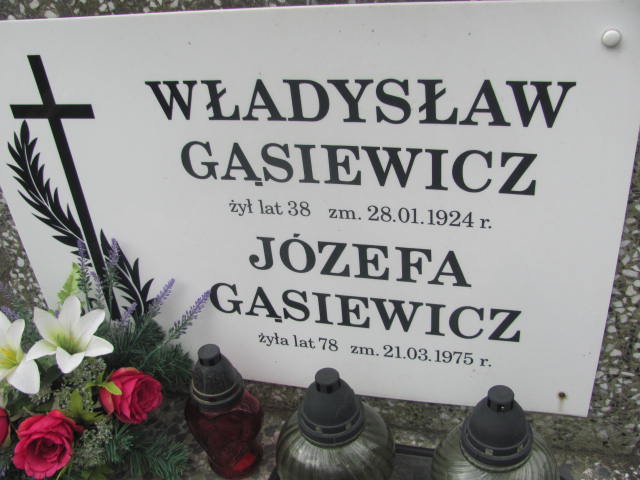 WŁADYSŁAW
GĄSIEWICZ
żył lat 38 zm. 28.01.1924 r.
JÓZEFA
GĄSIEWICZ
żyła lat 78 zm. 21.03.1975 r.